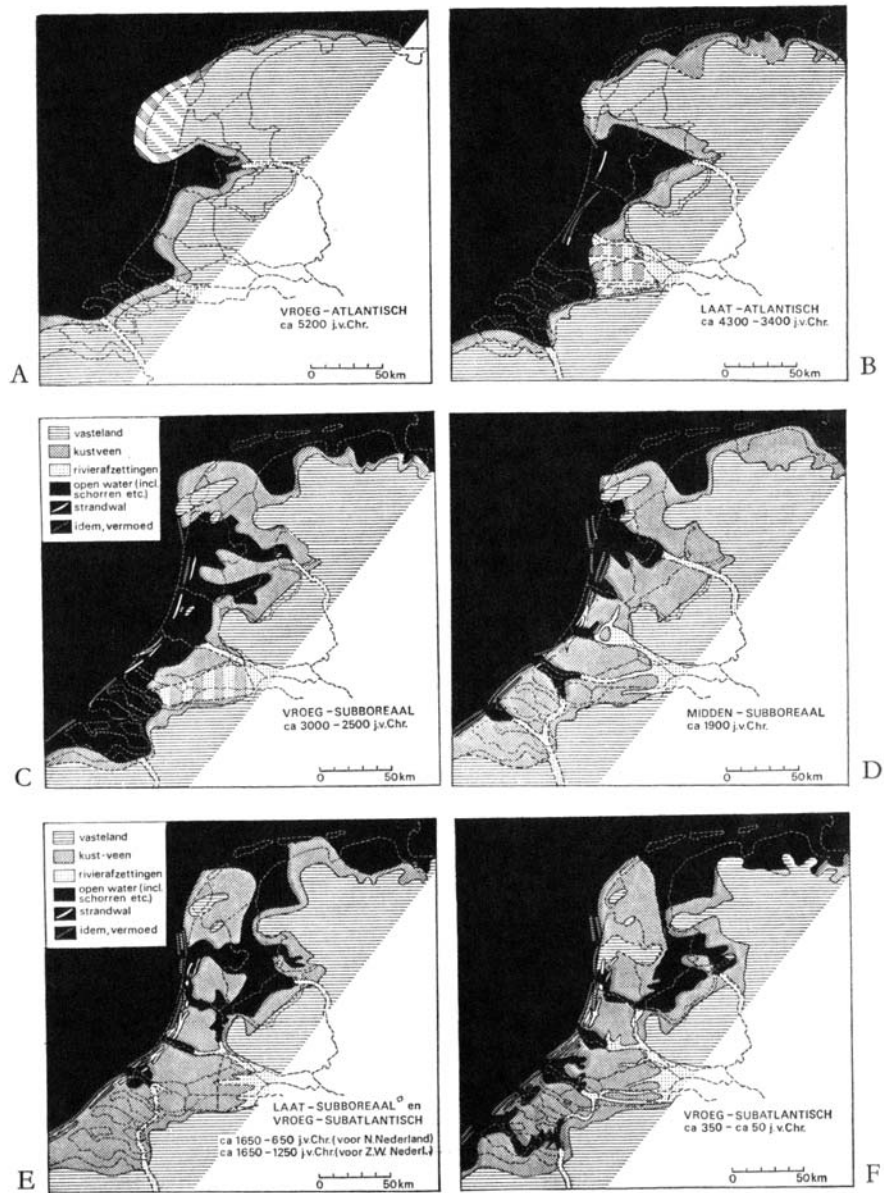 VROEG-ATLANTISCH
ca 5200 j.v.Chr.
0 50km
A
LAAT-ATLANTISCH
ca 4300-3400 j.v.Chr.
0 50km
B
vasteland
kustveen
rivierafzettingen
open water (incl.
schorren etc.)
strandwal
idem, vermoed
VROEG-SUBBOREAAL
ca 3000-2500 j.v.Chr.
0 50km
C
MIDDEN-SUBBOREAAL
ca 1900 j.v.Chr.
0 50km
D
vasteland
kust-veen
rivierafzettingen
open water (incl.
schorren etc.)
strandwal
idem, vermoed
LAAT-SUBBOREAAL° en
VROEG-SUBATLANTISCH
ca 1650-650 j.v.Chr. (voor N.Nederland)
ca 1650-1250 j.v.Chr. (voor Z.W. Nederl.)
0 50km
E
VROEG-SUBATLANTISCH
ca 350 - ca 50 j.v.Chr.
0 50km
F